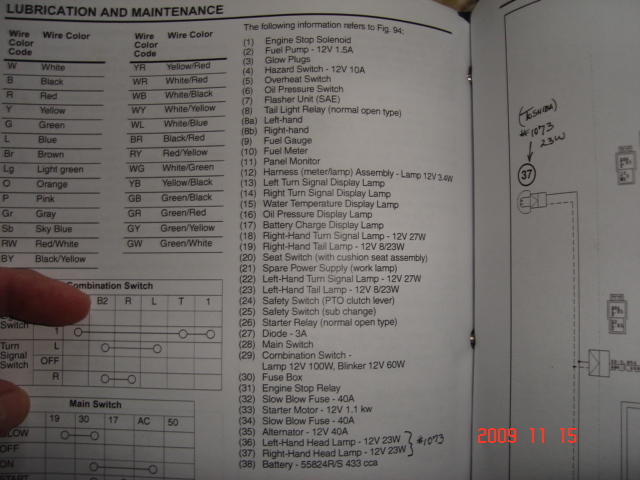 LUBRICATION AND MAINTENANCE
Wire Color Code Wire Color Wire Color Code Wire Color
W White YR Yellow/Red
B Black WR White/Red
R Red WB White/Black
Y Yellow WY White/Yellow
G Green WL White/Blue
L Blue BR Black/Red
Br Brown RY Red/Yellow
Lg Light green WG White/Green
O Orange YB Yellow/Black
P Pink GB Green/Black
Gr Gray GR Green/Red
Sb Sky Blue GY Green/Yellow
RW Red/White GW Green/White
BY Black/Yellow
Combination Switch
B2 R L T 1
Switch 1
Turn Signal Switch L
OFF
R
Main Switch
19 30 17 AC 50
OFF
ON
The following information refers to Fig. 94:
(1) Engine Stop Solenoid
(2) Fuel Pump - 12V 1.5A
(3) Glow Plugs
(4) Hazard Switch - 12V 10A
(5) Overheat Switch
(6) Oil Pressure Switch
(7) Flasher Unit (SAE)
(8) Tail Light Relay (normal open type)
(8a) Left-hand
(8b) Right-hand
(9) Fuel Gauge
(10) Fuel Meter
(11) Panel Monitor
(12) Harness (meter/lamp) Assembly - Lamp 12V 3.4W
(13) Left Turn Signal Display Lamp
(14) Right Turn Signal Display Lamp
(15) Water Temperature Display Lamp
(16) Oil Pressure Display Lamp
(17) Battery Charge Display Lamp
(18) Right-Hand Turn Signal Lamp - 12V 27W
(19) Right-Hand Tail Lamp - 12V 8/23W
(20) Seat Switch (with cushion seat assembly)
(21) Spare Power Supply (work lamp)
(22) Left-Hand Turn Signal Lamp - 12V 27W
(23) Left-Hand Tail Lamp - 12V 8/23W
(24) Safety Switch (PTO clutch lever)
(25) Safety Switch (sub change)
(26) Starter Relay (normal open type)
(27) Diode - 3A
(28) Main Switch
(29) Combination Switch -
Lamp 12V 100W, Blinker 12V 60W
(30) Fuse Box
(31) Engine Stop Relay
(32) Slow Blow Fuse - 40A
(33) Starter Motor - 12V 1.1 kw
(34) Slow Blow Fuse - 40A
(35) Alternator - 12V 40A
(36) Left-Hand Head Lamp - 12V 23W
(37) Right-Hand Head Lamp - 12V 23W
#1073
(38) Battery - 55824R/S 433 cca
(TOSHIBA)
#1073
23W
37
2009 11 15